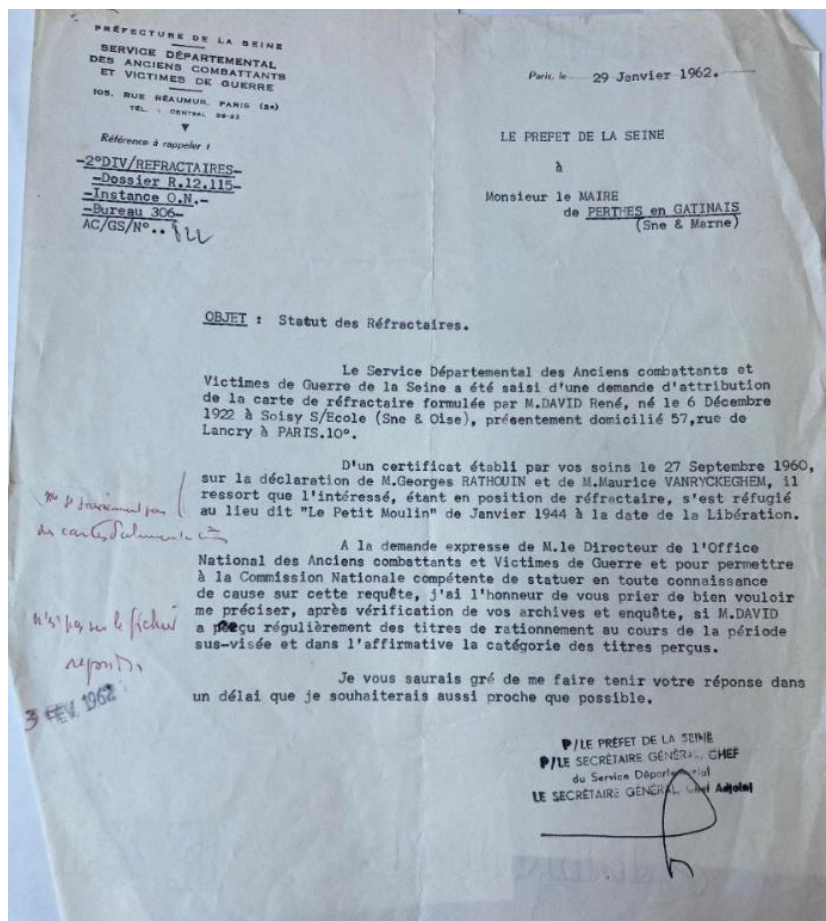 PRÉFECTURE DE LA SEINE
SERVICE DÉPARTEMENTAL
DES ANCIENS COMBATTANTS
ET VICTIMES DE GUERRE
105, RUE RÉAUMUR, PARIS (2e)
TÉL. : CENTRAL
Référence à rappeler :
-2°DIV/REFRACTAIRES-
-Dossier R.12.115-
-Instance O.N.-
-Bureau 306-
AC/GS/N°.. 822
Paris, le 29 Janvier 1962.
LE PREFET DE LA SEINE
à
Monsieur le MAIRE
de PERTHES en GATINAIS
(Sne & Marne)
OBJET : Statut des Réfractaires.
Le Service Départemental des Anciens combattants et
Victimes de Guerre de la Seine a été saisi d'une demande d'attribution
de la carte de réfractaire formulée par M.DAVID René, né le 6 Décembre
1922 à Soisy S/Ecole (Sne & Oise), présentement domicilié 57,rue de
Lancry à PARIS.10°.
D'un certificat établi par vos soins le 27 Septembre 1960,
sur la déclaration de M.Georges RATHOUIN et de M.Maurice VANRYCKEGHEM, il
ressort que l'intéressé, étant en position de réfractaire, s'est réfugié
au lieu dit "Le Petit Moulin" de Janvier 1944 à la date de la Libération.
A la demande expresse de M.le Directeur de l'Office
National des Anciens combattants et Victimes de Guerre et pour permettre
à la Commission Nationale compétente de statuer en toute connaissance
de cause sur cette requête, j'ai l'honneur de vous prier de bien vouloir
me préciser, après vérification de vos archives et enquête, si M.DAVID
a perçu régulièrement des titres de rationnement au cours de la période
sus-visée et dans l'affirmative la catégorie des titres perçus.
Je vous saurais gré de me faire tenir votre réponse dans
un délai que je souhaiterais aussi proche que possible.
pas
des cartes
n'est pas sur le fichier
3 FEV. 1962
P/LE PRÉFET DE LA SEINE
P/LE SECRÉTAIRE GÉNÉRAL, CHEF
du Service Départemental
LE SECRÉTAIRE GÉNÉRAL Chef Adjoint